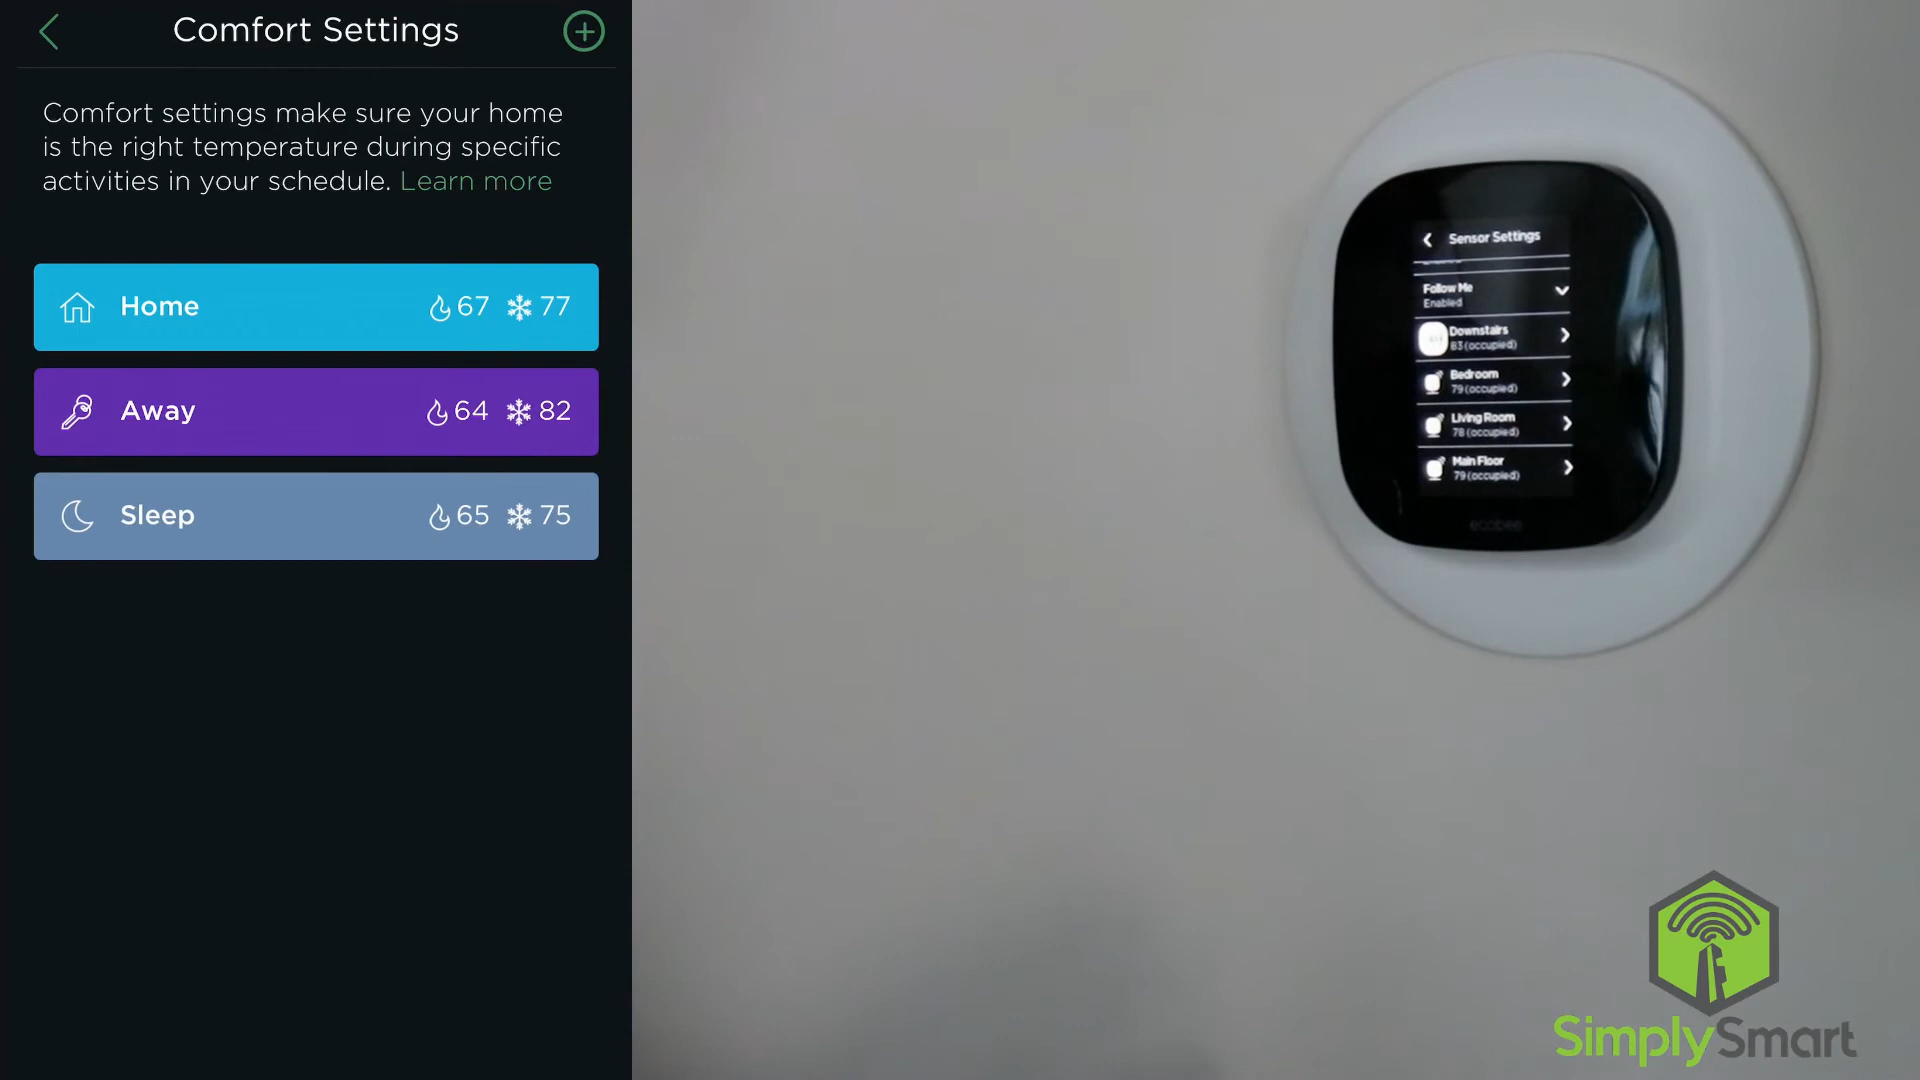 Comfort Settings
Comfort settings make sure your home
is the right temperature during specific
activities in your schedule. Learn more
Home 67 77
Away 64 82
Sleep 65 75
Sensor Settings
Follow Me
Enabled
Downstairs
83 (occupied)
Bedroom
79 (occupied)
Living Room
78 (occupied)
Main Floor
79 (occupied)
ecobee
SimplySmart